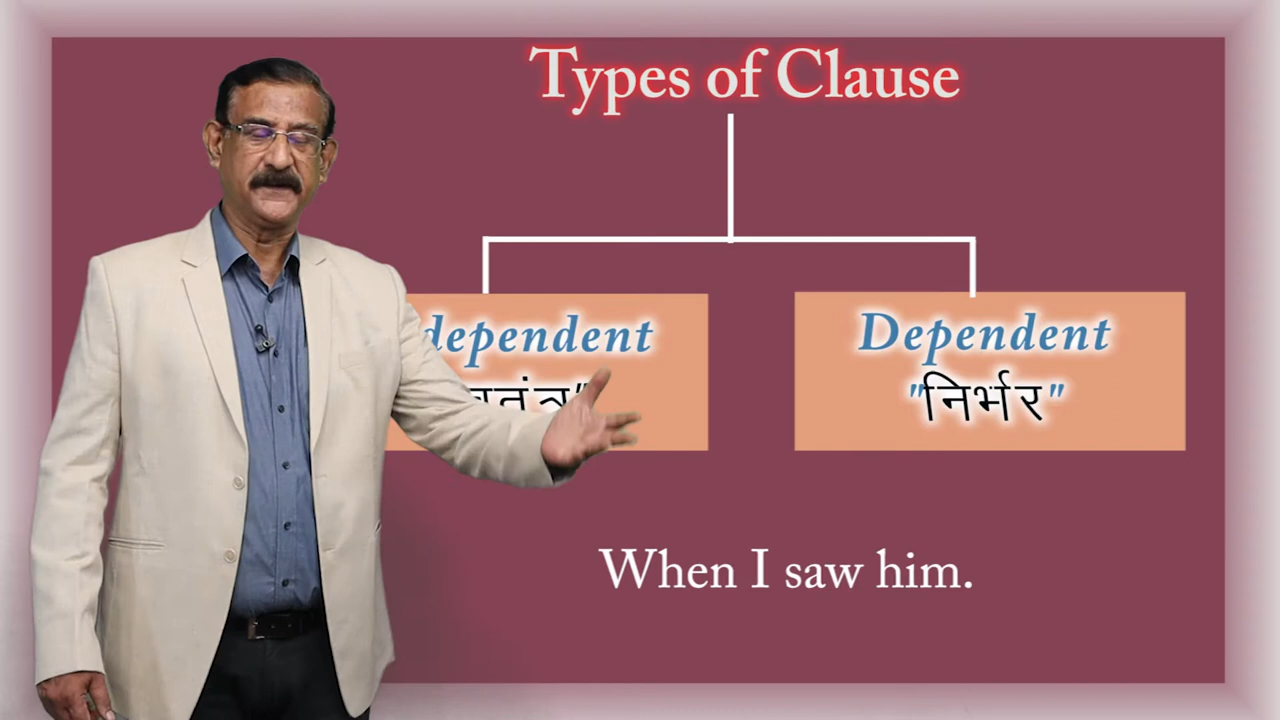 Types of Clause
Dependent
"निर्भर"
When I saw him.